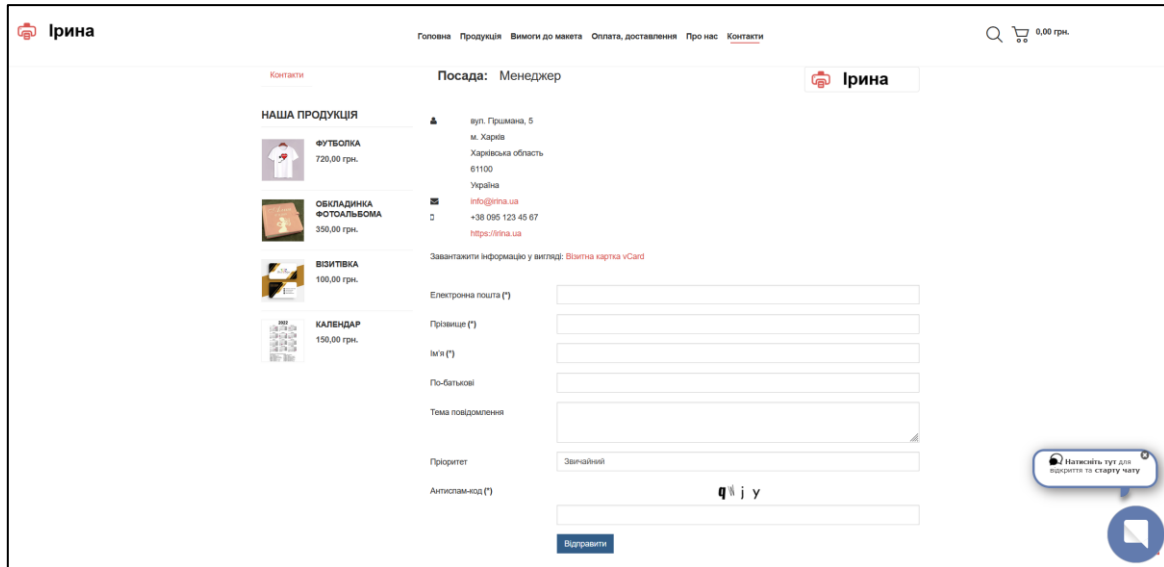 Ірина
Головна Продукція Вимоги до макета Оплата, доставлення Про нас Контакти
0,00 грн.
Контакти
НАША ПРОДУКЦІЯ
ФУТБОЛКА
720,00 грн.
ОБКЛАДИНКА
ФОТОАЛЬБОМА
350,00 грн.
ВІЗИТІВКА
100,00 грн.
КАЛЕНДАР
150,00 грн.
Посада: Менеджер
Ірина
вул. Гіршмана, 5
м. Харків
Харківська область
61100
Україна
info@irina.ua
+38 095 123 45 67
https://irina.ua
Завантажити інформацію у вигляді: Візитна картка vCard
Електронна пошта (*)
Прізвище (*)
Ім'я (*)
По-батькові
Тема повідомлення
Пріоритет
Звичайний
Антиспам-код (*)
q W j y
Відправити
Натисніть тут для
відкриття та старту чату